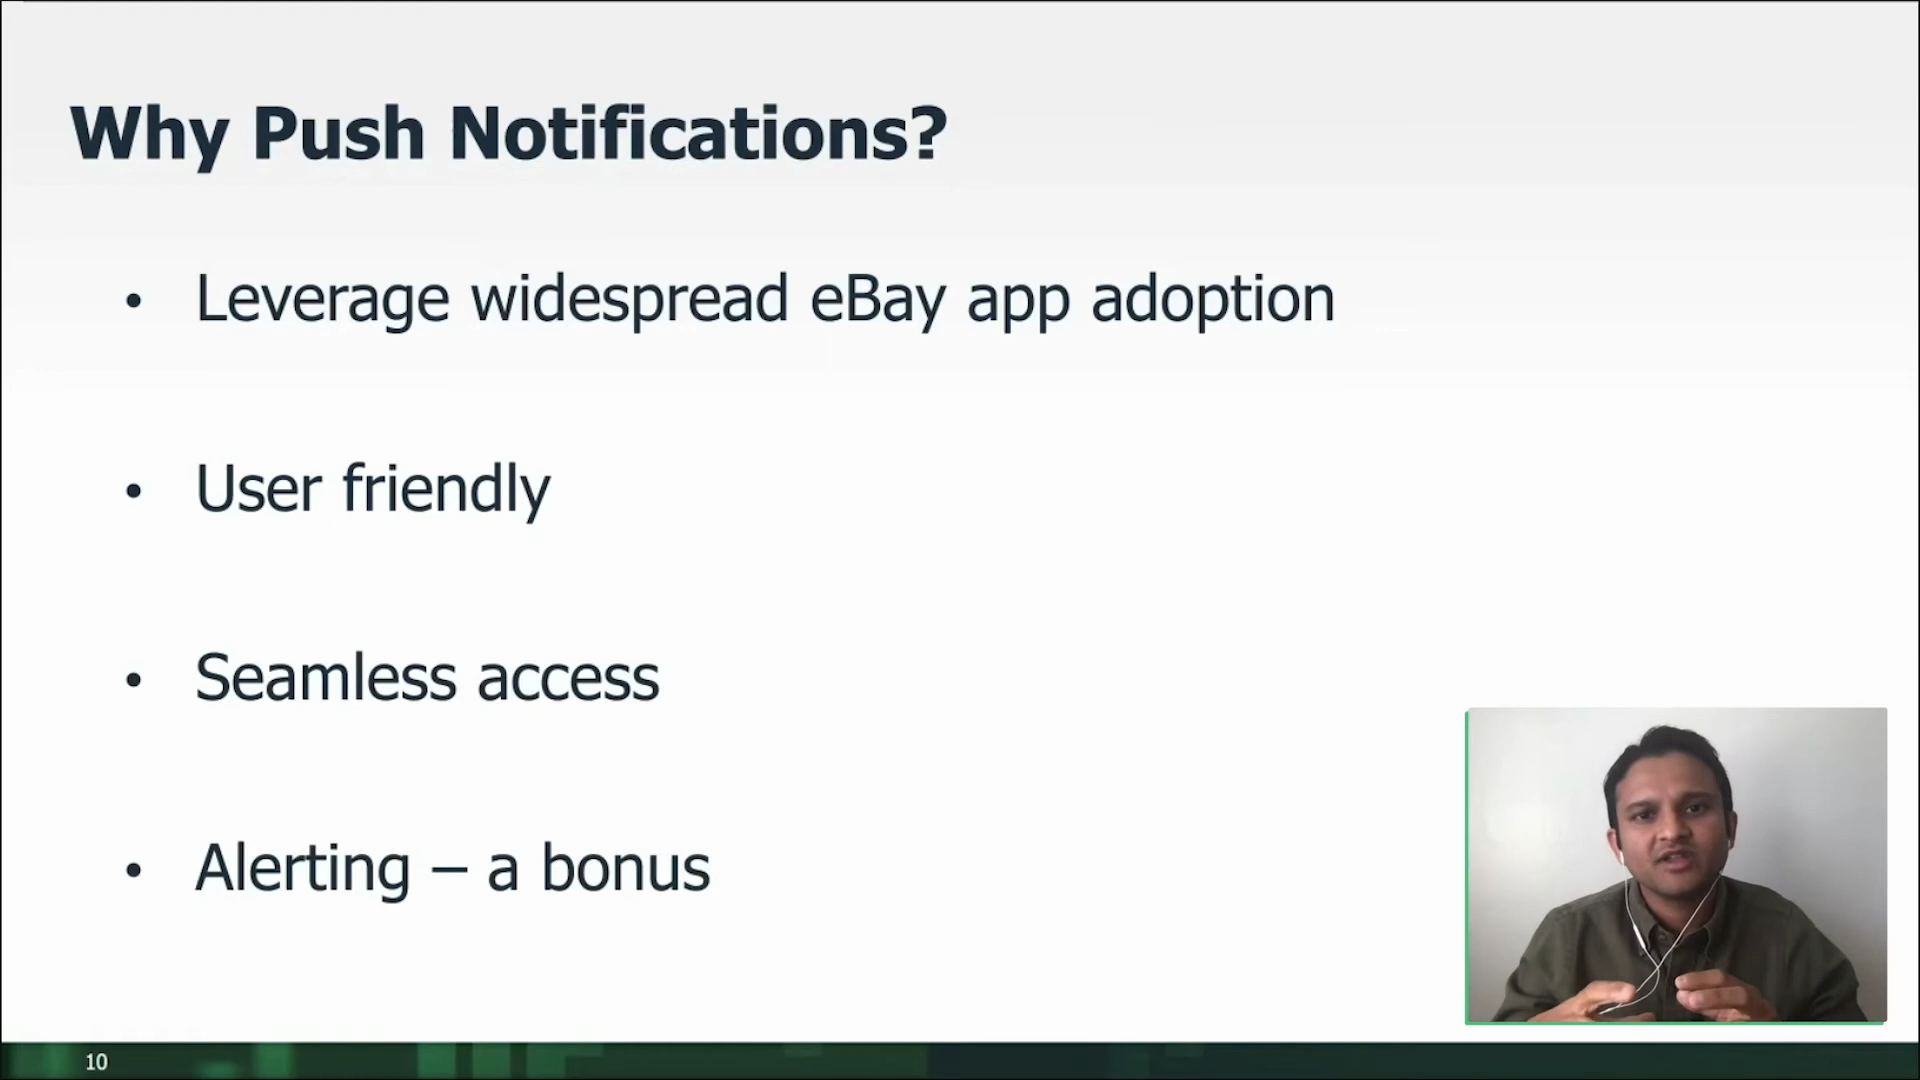 Why Push Notifications?
• Leverage widespread eBay app adoption
• User friendly
• Seamless access
• Alerting – a bonus
10